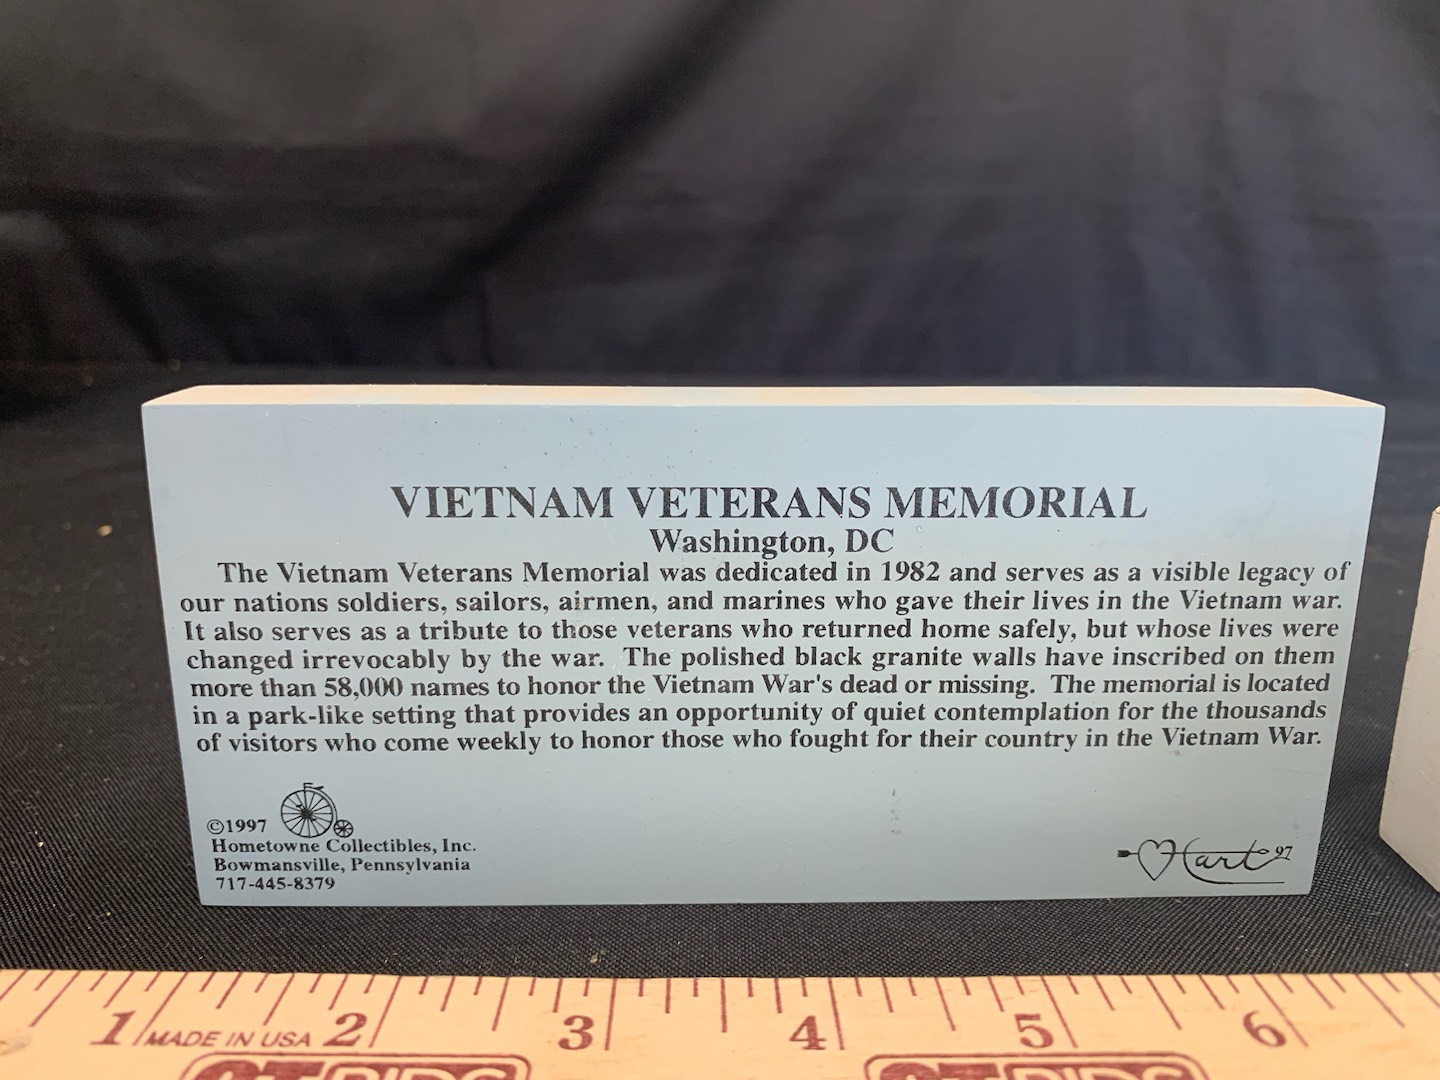 VIETNAM VETERANS MEMORIAL
Washington, DC
The Vietnam Veterans Memorial was dedicated in 1982 and serves as a visible legacy of
our nations soldiers, sailors, airmen, and marines who gave their lives in the Vietnam war.
It also serves as a tribute to those veterans who returned home safely, but whose lives were
changed irrevocably by the war. The polished black granite walls have inscribed on them
more than 58,000 names to honor the Vietnam War's dead or missing. The memorial is located
in a park-like setting that provides an opportunity of quiet contemplation for the thousands
of visitors who come weekly to honor those who fought for their country in the Vietnam War.
©1997
Hometowne Collectibles, Inc.
Bowmansville, Pennsylvania
717-445-8379
Hart 97
1 MADE IN USA 2 3 4 5 6